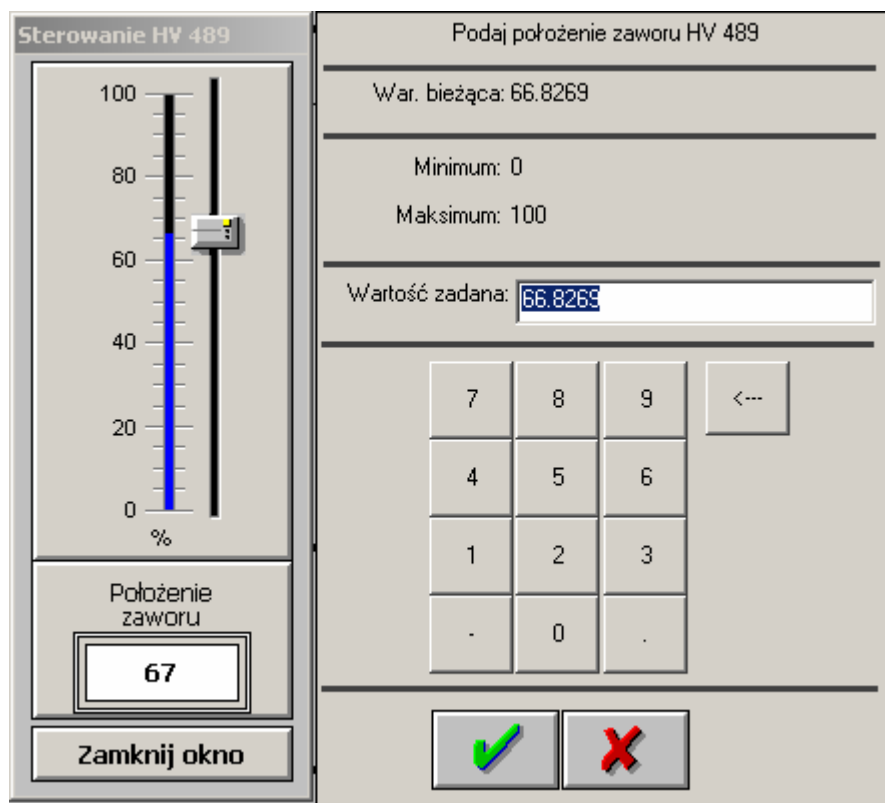 Sterowanie HV 489
100
80
60
40
20
0
%
Położenie
zaworu
67
Zamknij okno
Podaj położenie zaworu HV 489
War. bieżąca: 66.8269
Minimum: 0
Maksimum: 100
Wartość zadana: 66.8269
7 8 9 <---
4 5 6
1 2 3
- 0 .